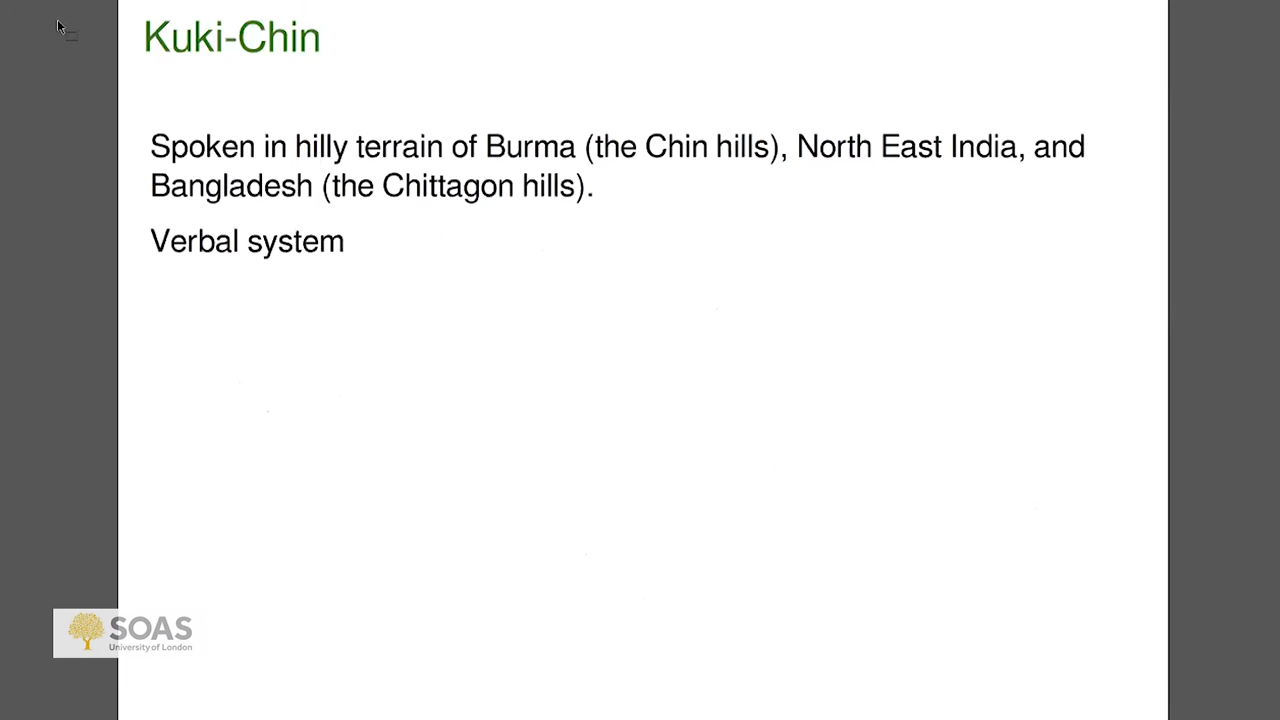 Kuki-Chin
Spoken in hilly terrain of Burma (the Chin hills), North East India, and
Bangladesh (the Chittagon hills).
Verbal system
SOAS
University of London